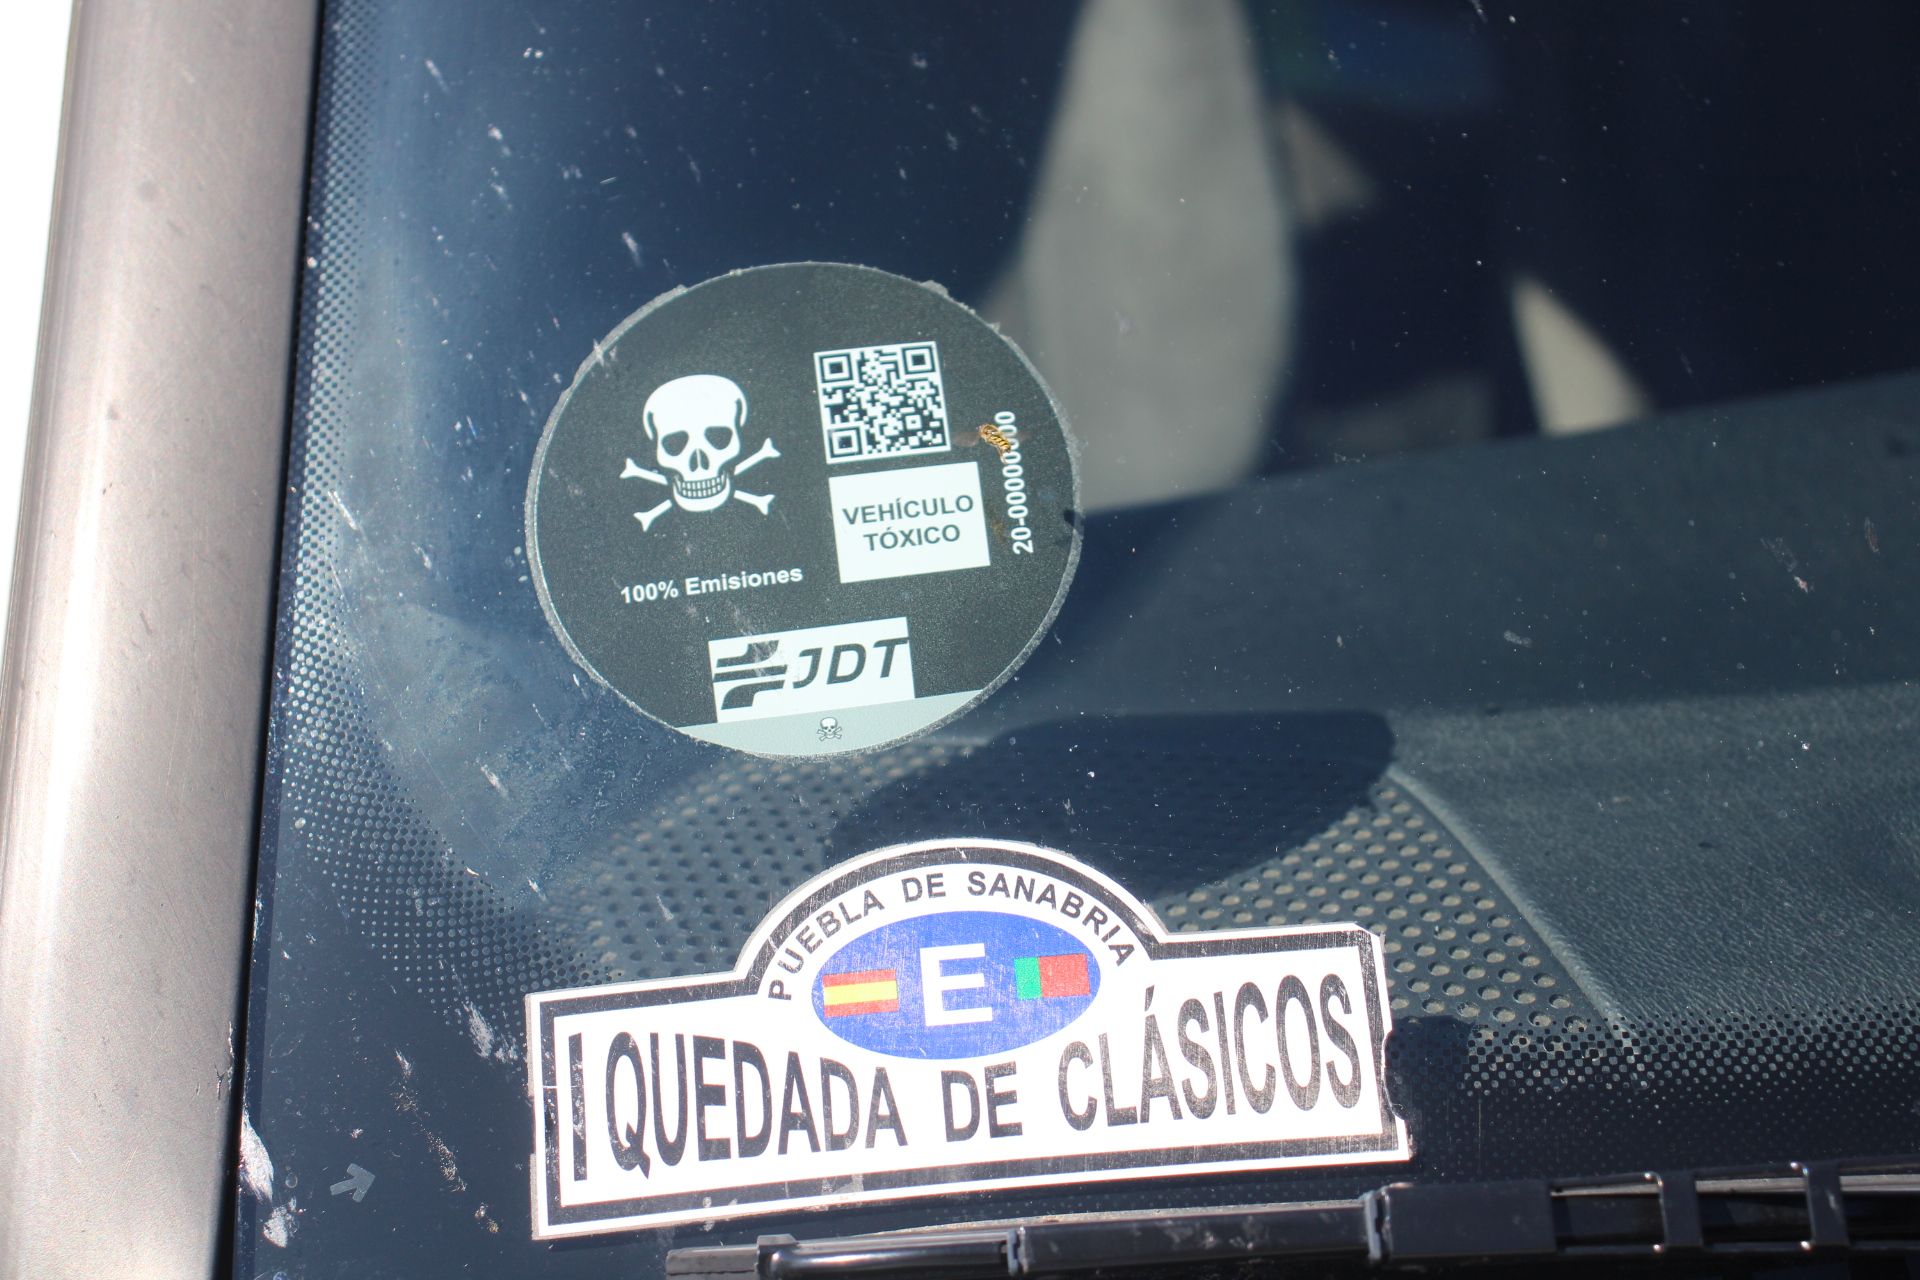 VEHÍCULO
TÓXICO
100% Emisiones
JDT
PUEBLA DE SANABRIA
E
I QUEDADA DE CLÁSICOS